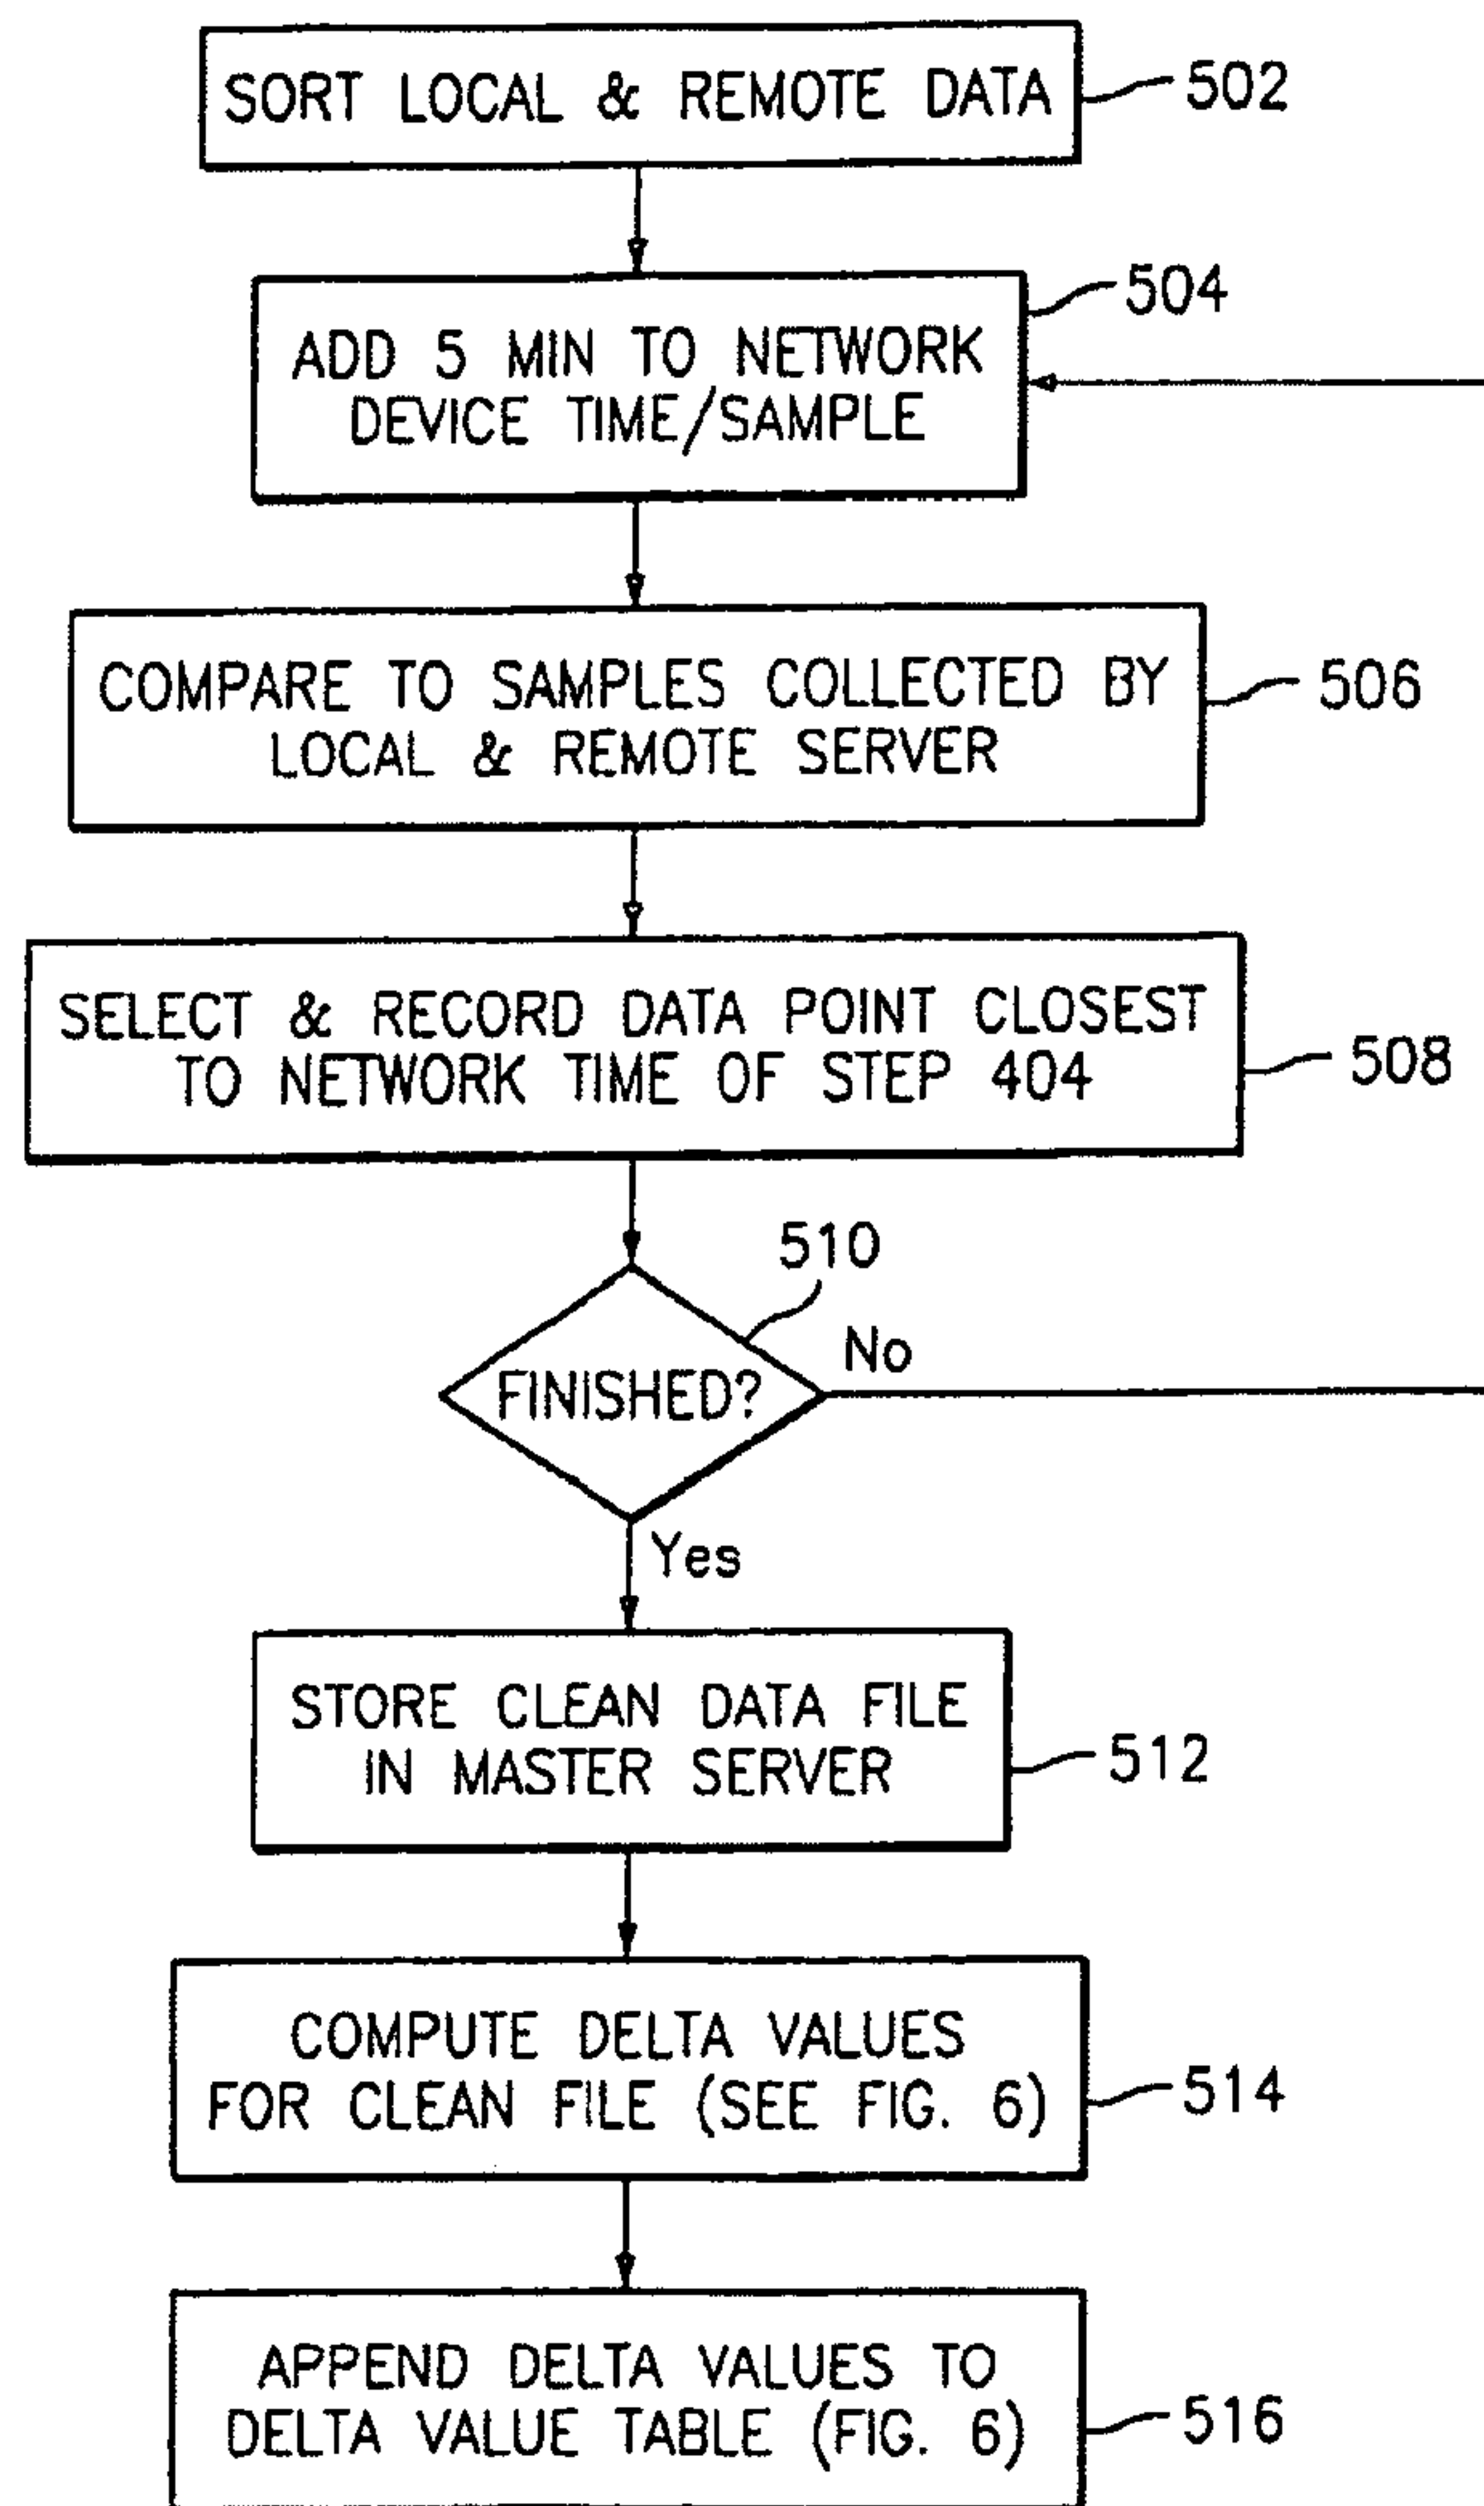 SORT LOCAL & REMOTE DATA
502
504
ADD 5 MIN TO NETWORK
DEVICE TIME/SAMPLE
COMPARE TO SAMPLES COLLECTED BY
LOCAL & REMOTE SERVER
506
SELECT & RECORD DATA POINT CLOSEST
TO NETWORK TIME OF STEP 404
508
510
No
FINISHED?
Yes
STORE CLEAN DATA FILE
IN MASTER SERVER
512
COMPUTE DELTA VALUES
FOR CLEAN FILE (SEE FIG. 6)
514
APPEND DELTA VALUES TO
DELTA VALUE TABLE (FIG. 6)
516